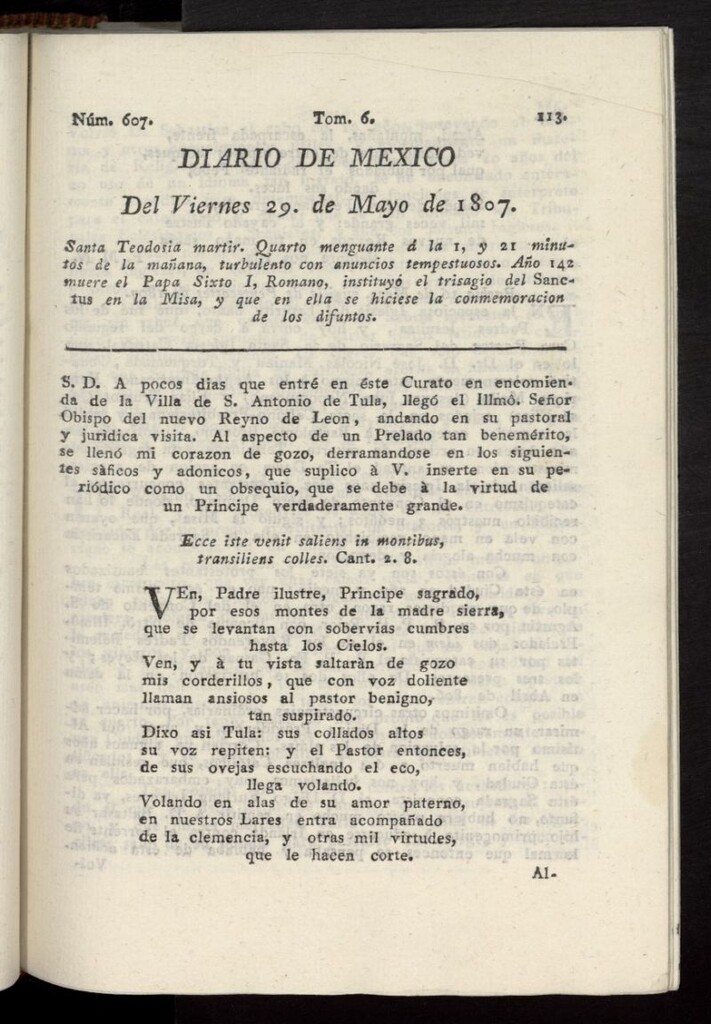 Núm. 607. Tom. 6. 113.
DIARIO DE MEXICO
Del Viernes 29. de Mayo de 1807.
Santa Teodosia martir. Quarto menguante á la 1, y 21 minu-
tos de la mañana, turbulento con anuncios tempestuosos. Año 142
muere el Papa Sixto I, Romano, instituyó el trisagio del Sanc-
tus en la Misa, y que en ella se hiciese la conmemoracion
de los difuntos.
S. D. A pocos dias que entré en éste Curato en encomien-
da de la Villa de S. Antonio de Tula, llegó el Illmô. Señor
Obispo del nuevo Reyno de Leon, andando en su pastoral
y juridica visita. Al aspecto de un Prelado tan benemérito,
se llenó mi corazon de gozo, derramandose en los siguien-
tes sàficos y adonicos, que suplico à V. inserte en su pe-
riódico como un obsequio, que se debe à la virtud de
un Principe verdaderamente grande.
Ecce iste venit saliens in montibus,
transiliens colles. Cant. 2. 8.
VEn, Padre ilustre, Principe sagrado,
por esos montes de la madre sierra,
que se levantan con sobervias cumbres
hasta los Cielos.
Ven, y à tu vista saltaràn de gozo
mis corderillos, que con voz doliente
llaman ansiosos al pastor benigno,
tan suspirado.
Dixo asi Tula: sus collados altos
su voz repiten: y el Pastor entonces,
de sus ovejas escuchando el eco,
llega volando.
Volando en alas de su amor paterno,
en nuestros Lares entra acompañado
de la clemencia, y otras mil virtudes,
que le hacen corte.
Al-